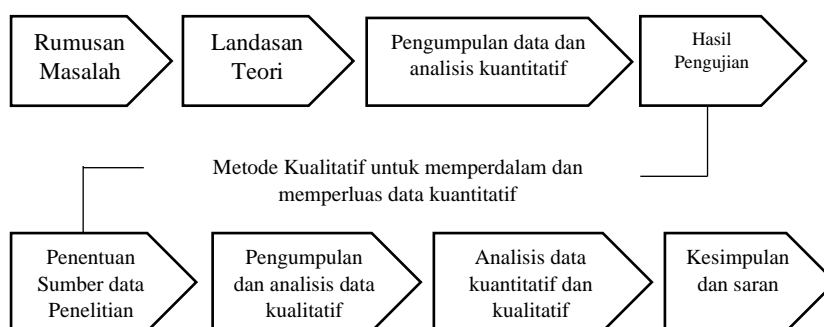 Rumusan
Masalah
Landasan
Teori
Pengumpulan data dan
analisis kuantitatif
Hasil
Pengujian
Metode Kualitatif untuk memperdalam dan
memperluas data kuantitatif
Penentuan
Sumber data
Penelitian
Pengumpulan
dan analisis data
kualitatif
Analisis data
kuantitatif dan
kualitatif
Kesimpulan
dan saran